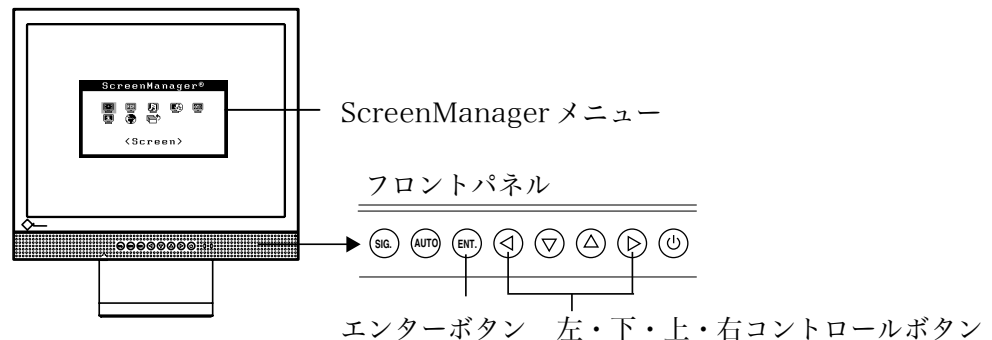 ScreenManager®
<Screen>
ScreenManager メニュー
フロントパネル
SIG. AUTO ENT.
エンターボタン 左・下・上・右コントロールボタン